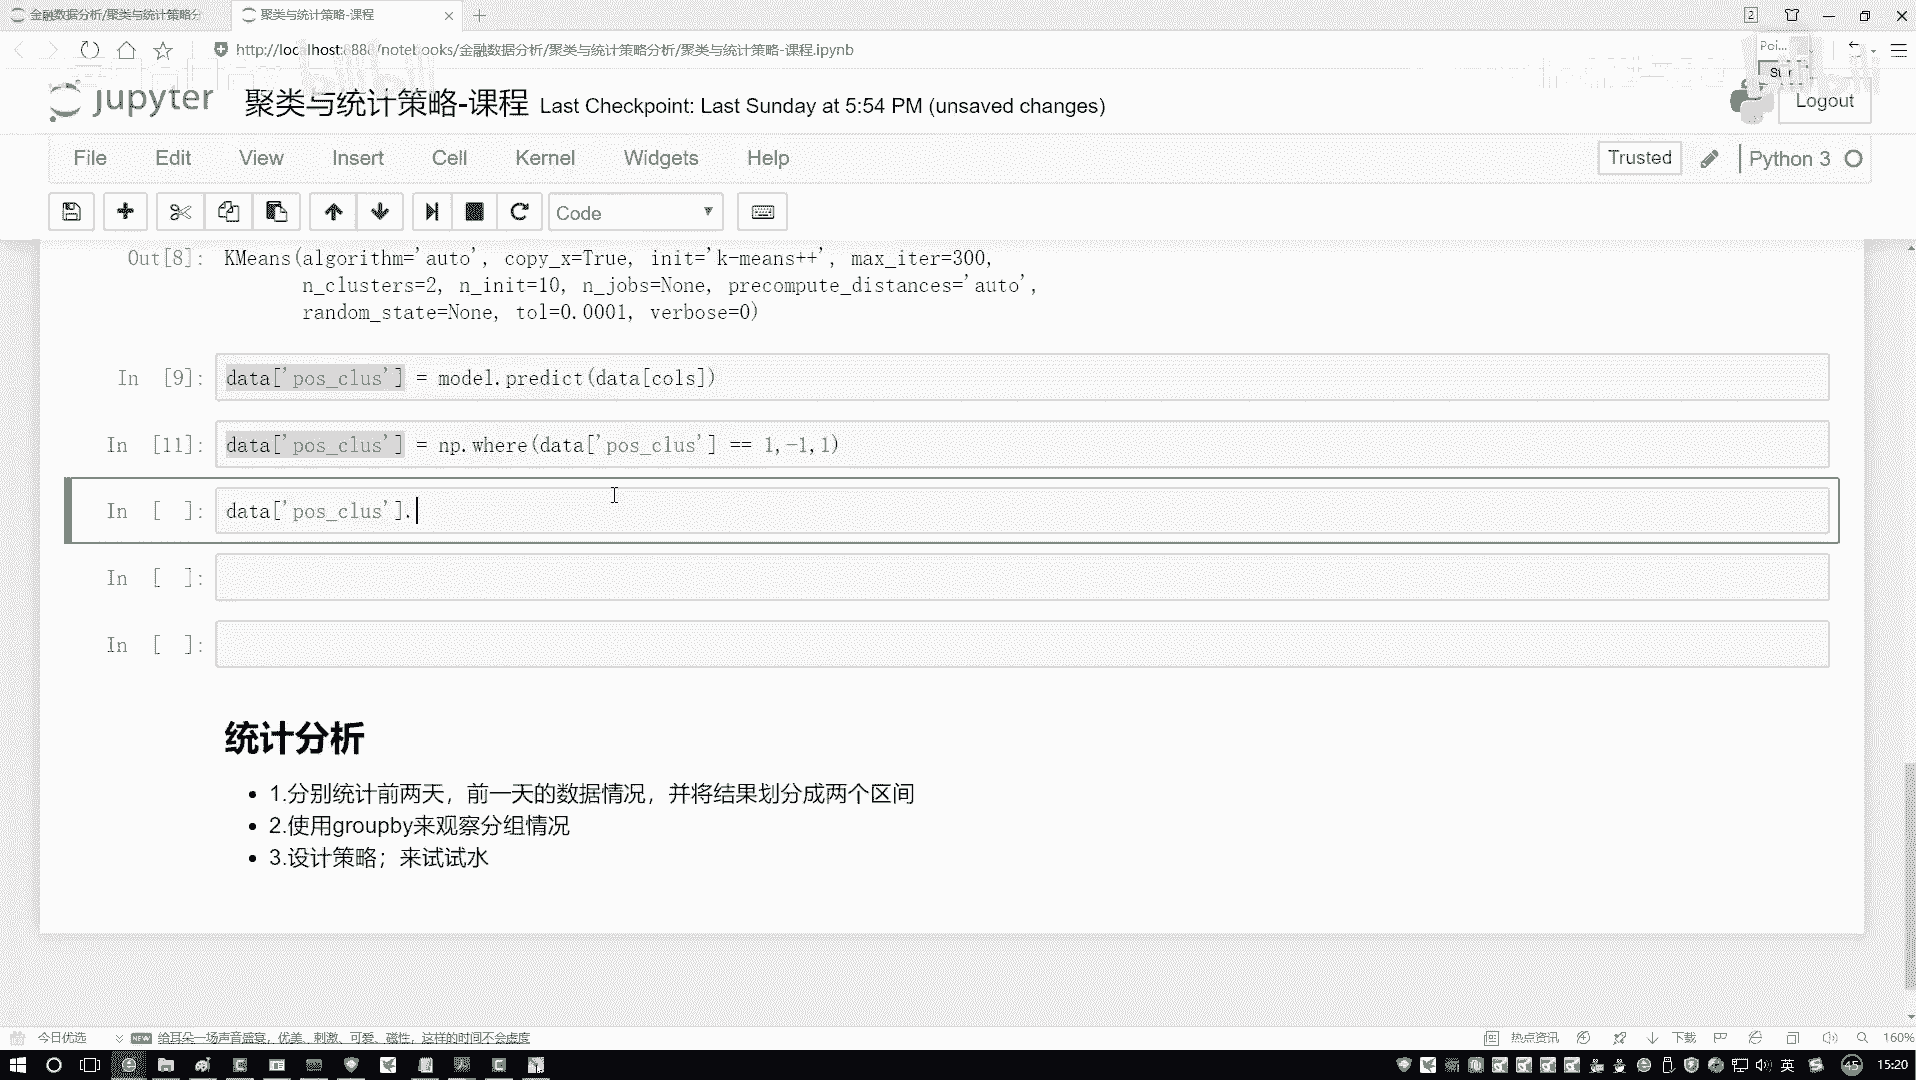 金融数据分析/聚类与统计策略分
聚类与统计策略-课程
2
http://localhost:8888/notebooks/金融数据分析/聚类与统计策略分析/聚类与统计策略-课程.ipynb
Poi...
jupyter 聚类与统计策略-课程 Last Checkpoint: Last Sunday at 5:54 PM (unsaved changes)
Logout
File Edit View Insert Cell Kernel Widgets Help
Trusted Python 3
Code
Out[8]: KMeans(algorithm='auto', copy_x=True, init='k-means++', max_iter=300,
n_clusters=2, n_init=10, n_jobs=None, precompute_distances='auto',
random_state=None, tol=0.0001, verbose=0)
In [9]: data['pos_clus'] = model.predict(data[cols])
In [11]: data['pos_clus'] = np.where(data['pos_clus'] == 1,-1,1)
In [ ]: data['pos_clus'].
In [ ]:
In [ ]:
统计分析
1.分别统计前两天，前一天的数据情况，并将结果划分成两个区间
2.使用groupby来观察分组情况
3.设计策略；来试试水
今日优选 NEW 给耳朵一场声音盛宴，优美、刺激、可爱、磁性，这样的时间不会虚度
热点资讯 下载 160%
英 45 15:20